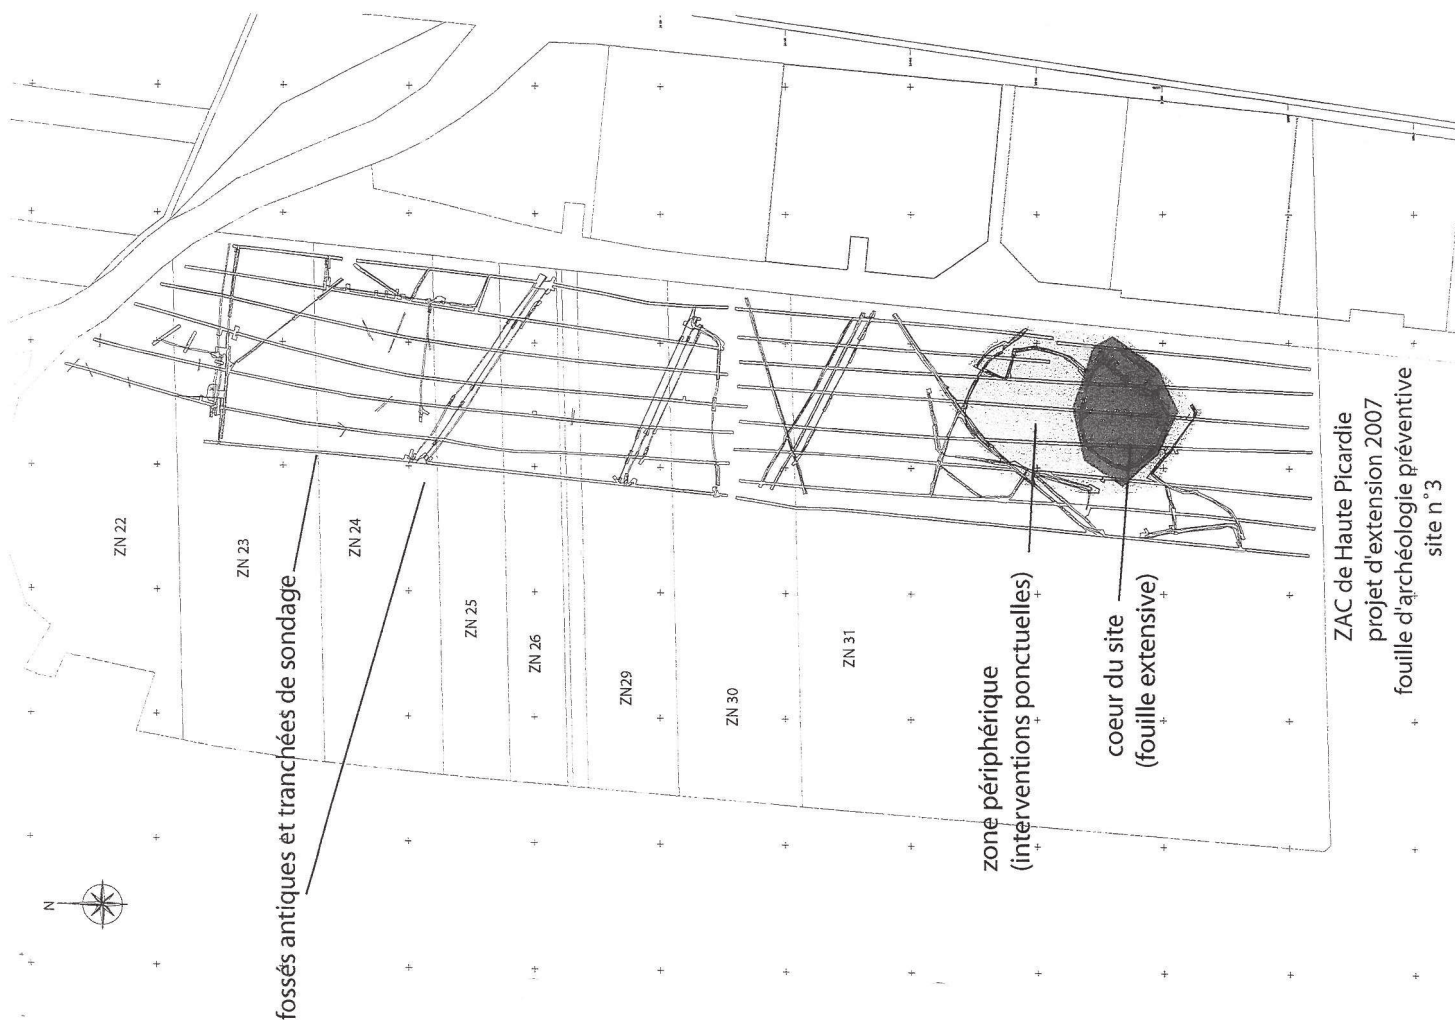 N
ZN 22
ZN 23
ZN 24
ZN 25
ZN 26
ZN29
ZN 30
ZN 31
fossés antiques et tranchées de sondage
zone périphérique
(interventions ponctuelles)
coeur du site
(fouille extensive)
ZAC de Haute Picardie
projet d'extension 2007
fouille d'archéologie préventive
site n°3